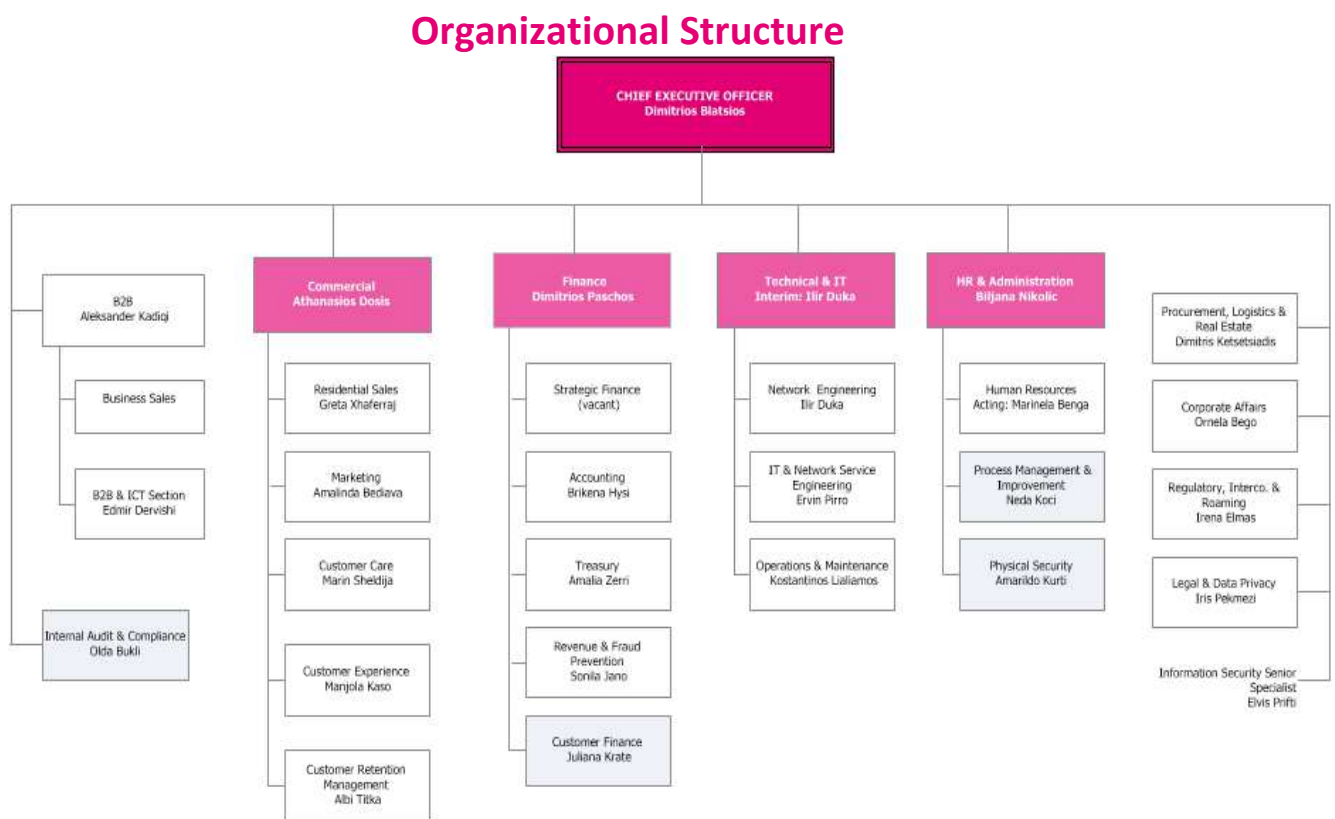 Organizational Structure
CHIEF EXECUTIVE OFFICER
Dimitrios Blatsios
B2B
Aleksander Kadiqi
Business Sales
B2B & ICT Section
Edmir Dervishi
Internal Audit & Compliance
Olda Bukli
Commercial
Athanasios Dosis
Residential Sales
Greta Xhaferraj
Marketing
Amalinda Bediava
Customer Care
Marin Sheldija
Customer Experience
Manjola Kaso
Customer Retention
Management
Albi Titka
Finance
Dimitrios Paschos
Strategic Finance
(vacant)
Accounting
Brikena Hysi
Treasury
Amalia Zerri
Revenue & Fraud
Prevention
Sonila Jano
Customer Finance
Juliana Krate
Technical & IT
Interim: Ilir Duka
Network Engineering
Ilir Duka
IT & Network Service
Engineering
Ervin Pirro
Operations & Maintenance
Kostantinos Lialiamos
HR & Administration
Biljana Nikolic
Human Resources
Acting: Marinela Benga
Process Management &
Improvement
Neda Koci
Physical Security
Amarildo Kurti
Procurement, Logistics &
Real Estate
Dimitris Ketsetsiadis
Corporate Affairs
Ornela Bego
Regulatory, Interco. &
Roaming
Irena Elmas
Legal & Data Privacy
Iris Pekmezi
Information Security Senior
Specialist
Elvis Prifti